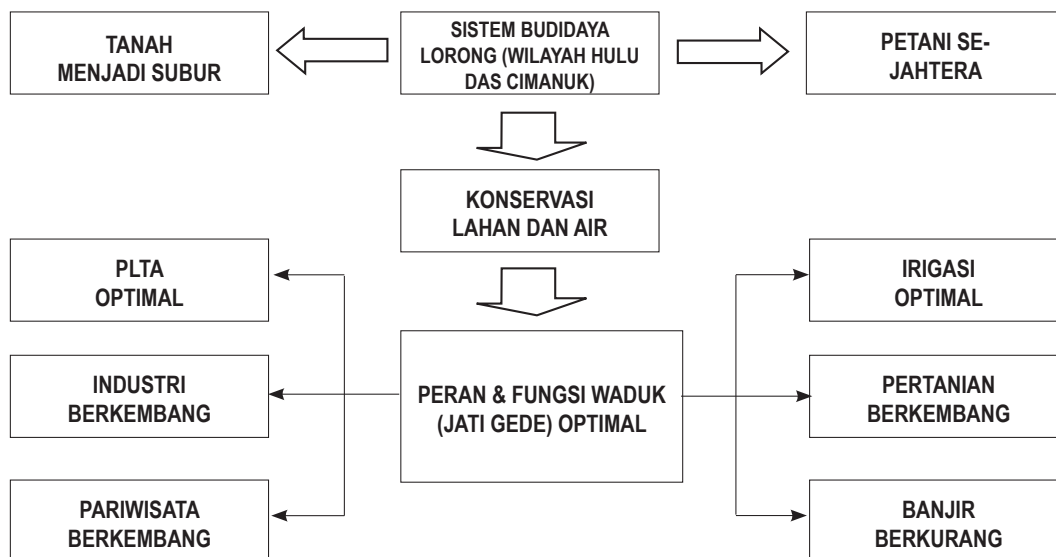 TANAH
MENJADI SUBUR
SISTEM BUDIDAYA
LORONG (WILAYAH HULU
DAS CIMANUK)
PETANI SE-
JAHTERA
KONSERVASI
LAHAN DAN AIR
PLTA
OPTIMAL
IRIGASI
OPTIMAL
INDUSTRI
BERKEMBANG
PERAN & FUNGSI WADUK
(JATI GEDE) OPTIMAL
PERTANIAN
BERKEMBANG
PARIWISATA
BERKEMBANG
BANJIR
BERKURANG